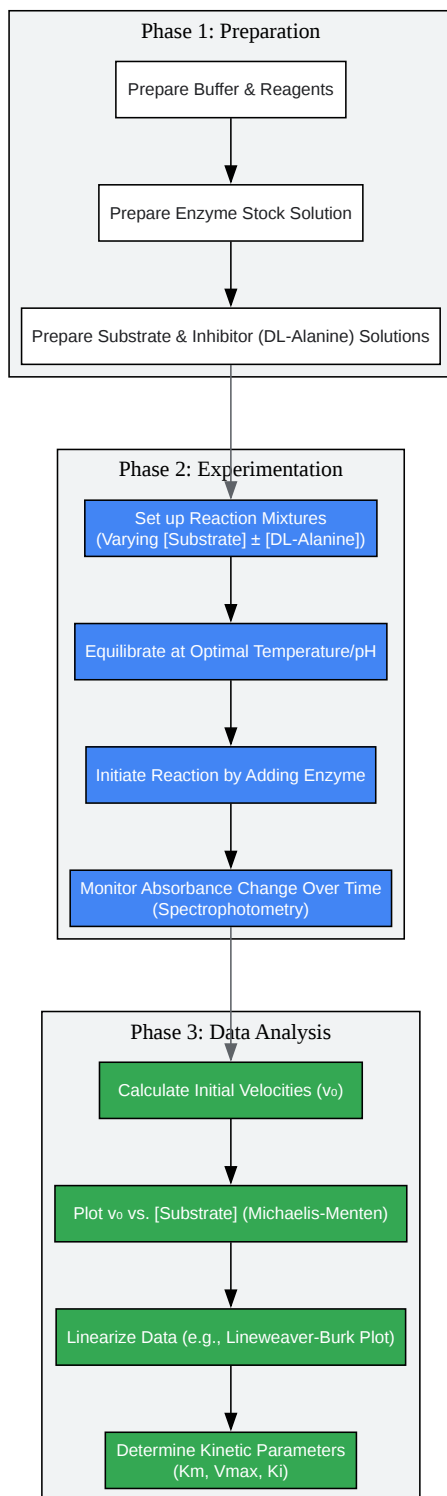 Phase 1: Preparation
Prepare Buffer & Reagents
Prepare Enzyme Stock Solution
Prepare Substrate & Inhibitor (DL-Alanine) Solutions
Phase 2: Experimentation
Set up Reaction Mixtures
(Varying [Substrate] ± [DL-Alanine])
Equilibrate at Optimal Temperature/pH
Initiate Reaction by Adding Enzyme
Monitor Absorbance Change Over Time
(Spectrophotometry)
Phase 3: Data Analysis
Calculate Initial Velocities (v₀)
Plot v₀ vs. [Substrate] (Michaelis-Menten)
Linearize Data (e.g., Lineweaver-Burk Plot)
Determine Kinetic Parameters
(Km, Vmax, Ki)